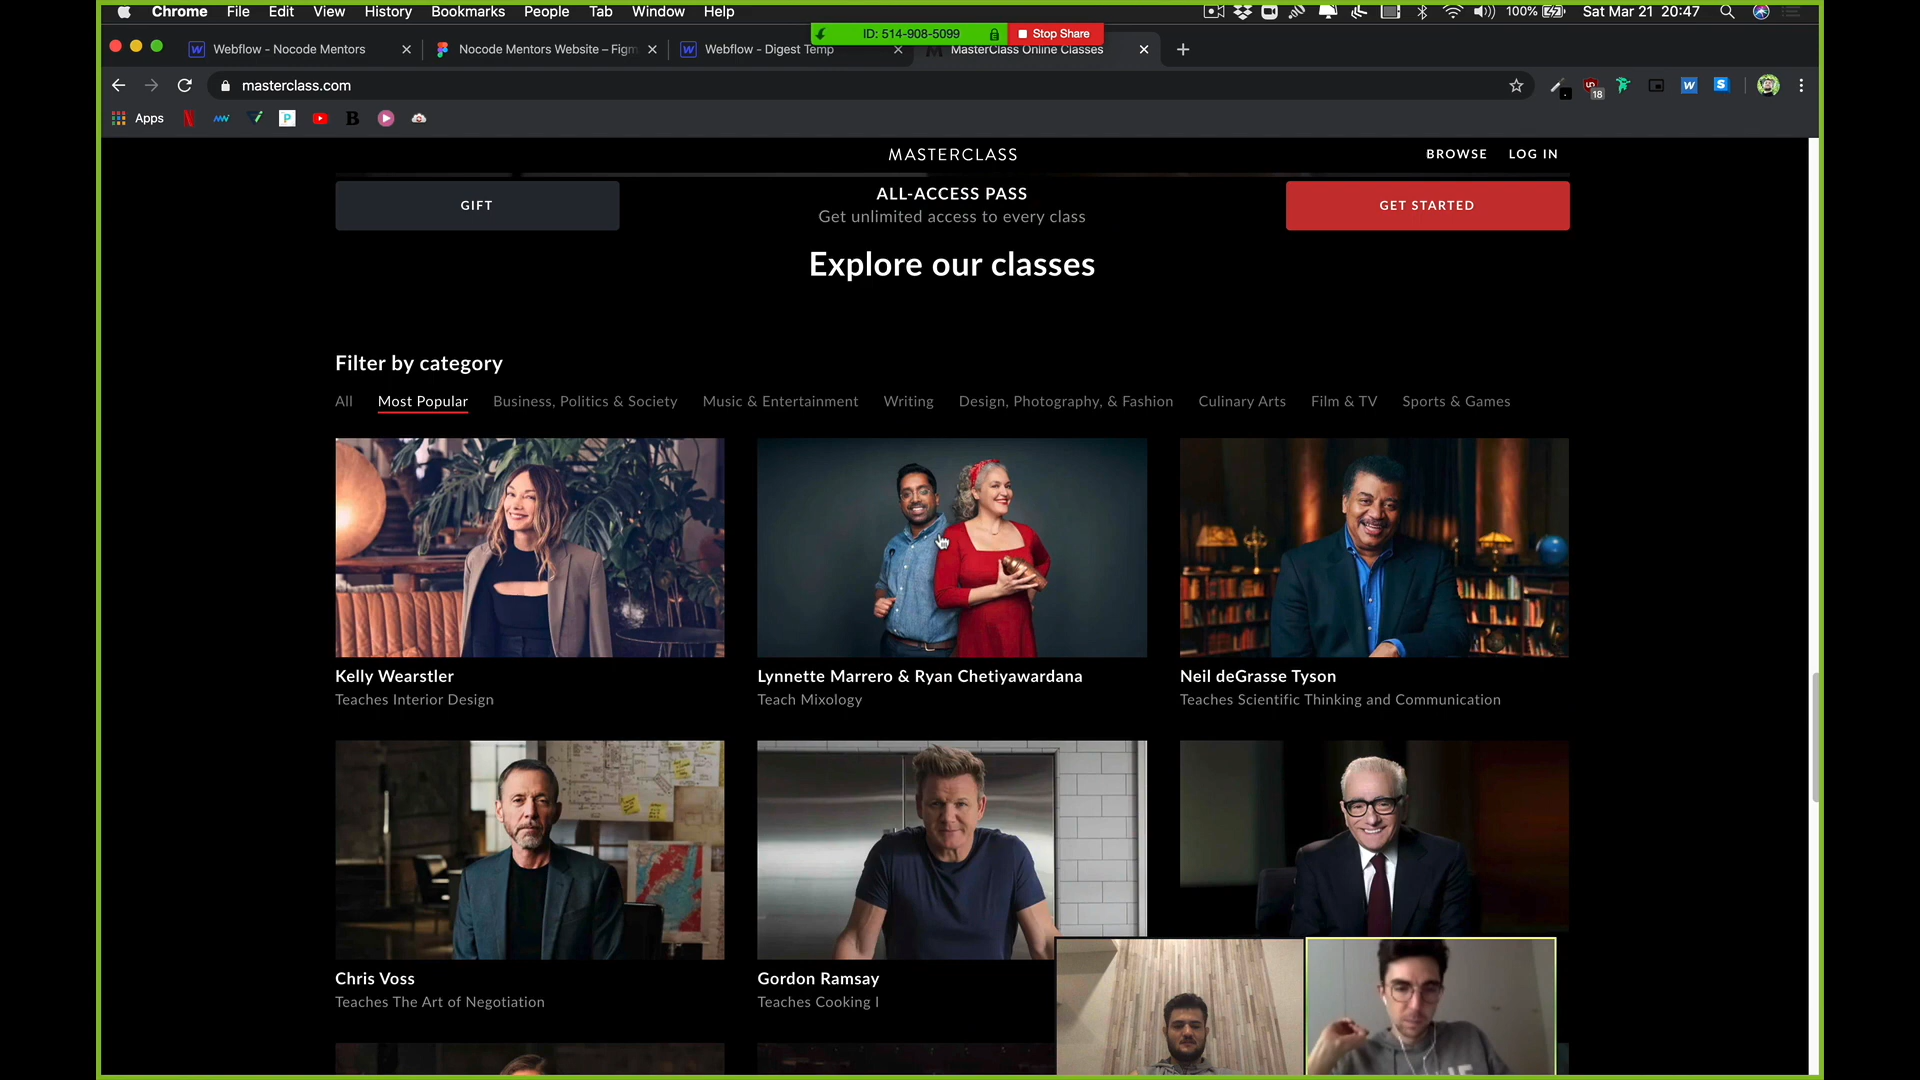 Chrome File Edit View History Bookmarks People Tab Window Help
100% Sat Mar 21 20:47
ID: 514-908-5099 Stop Share
Webflow - Nocode Mentors
Nocode Mentors Website – Figm
Webflow - Digest Temp
MasterClass Online Classes
masterclass.com
18
Apps
MASTERCLASS
BROWSE LOG IN
GIFT
ALL-ACCESS PASS
Get unlimited access to every class
GET STARTED
Explore our classes
Filter by category
All Most Popular Business, Politics & Society Music & Entertainment Writing Design, Photography, & Fashion Culinary Arts Film & TV Sports & Games
Kelly Wearstler
Teaches Interior Design
Lynnette Marrero & Ryan Chetiyawardana
Teach Mixology
Neil deGrasse Tyson
Teaches Scientific Thinking and Communication
Chris Voss
Teaches The Art of Negotiation
Gordon Ramsay
Teaches Cooking I